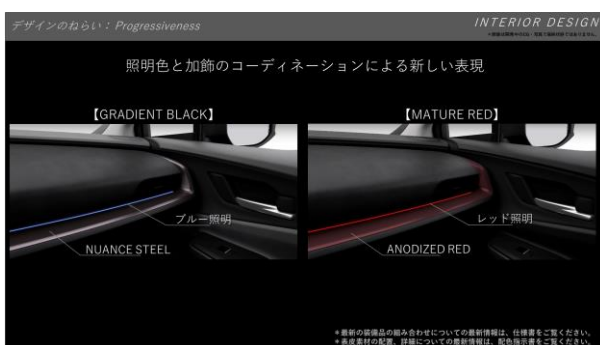 デザインのねらい：Progressiveness
INTERIOR DESIGN
照明色と加飾のコーディネーションによる新しい表現
【GRADIENT BLACK】
【MATURE RED】
ブルー照明
NUANCE STEEL
レッド照明
ANODIZED RED
＊最新の装備品の組み合わせについての最新情報は、仕様書をご覧ください。
＊表皮素材の配置、詳細についての最新情報は、配色指示書をご覧ください。